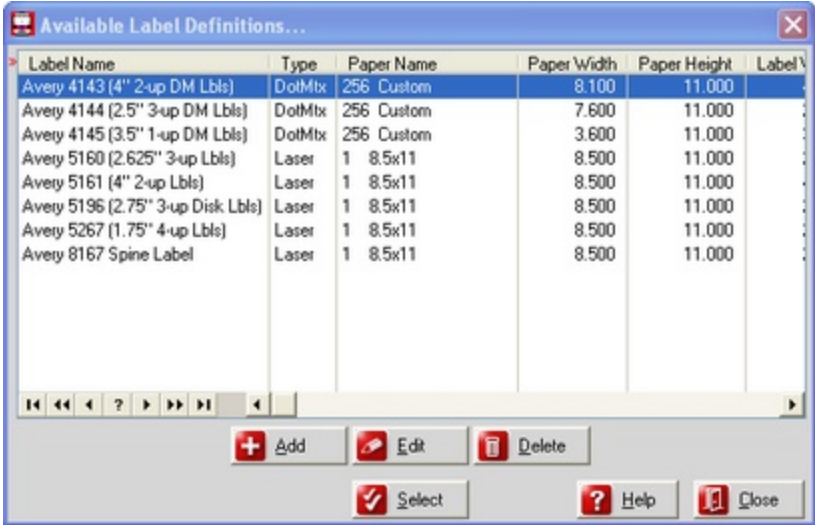 Available Label Definitions...
Label Name Type Paper Name Paper Width Paper Height Label
Avery 4143 (4" 2-up DM Lbls) DotMtx 256 Custom 8.100 11.000
Avery 4144 (2.5" 3-up DM Lbls) DotMtx 256 Custom 7.600 11.000
Avery 4145 (3.5" 1-up DM Lbls) DotMtx 256 Custom 3.600 11.000
Avery 5160 (2.625" 3-up Lbls) Laser 1 8.5x11 8.500 11.000
Avery 5161 (4" 2-up Lbls) Laser 1 8.5x11 8.500 11.000
Avery 5196 (2.75" 3-up Disk Lbls) Laser 1 8.5x11 8.500 11.000
Avery 5267 (1.75" 4-up Lbls) Laser 1 8.5x11 8.500 11.000
Avery 8167 Spine Label Laser 1 8.5x11 8.500 11.000
?
Add Edit Delete
Select ? Help Close